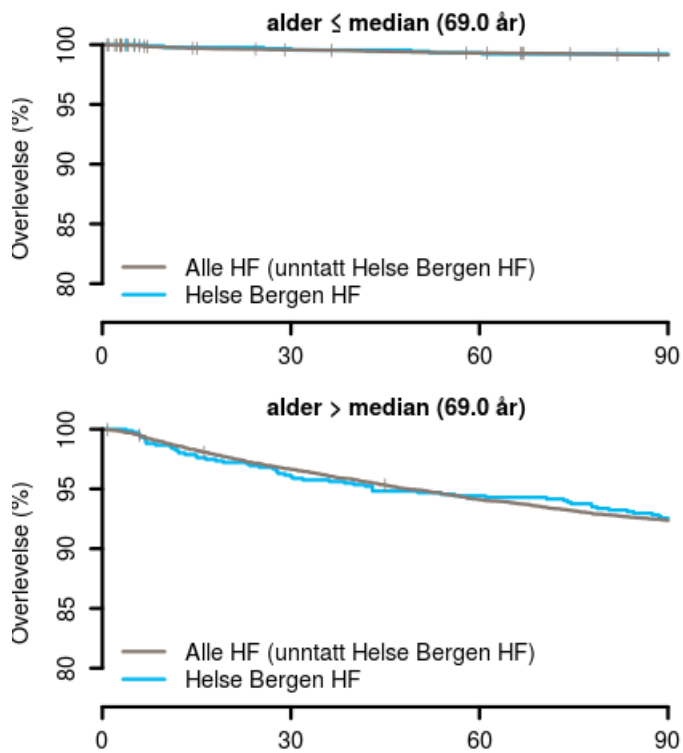 alder ≤ median (69.0 år)
Overlevelse (%)
100
95
90
85
80
Alle HF (unntatt Helse Bergen HF)
Helse Bergen HF
0 30 60 90
alder > median (69.0 år)
Overlevelse (%)
100
95
90
85
80
Alle HF (unntatt Helse Bergen HF)
Helse Bergen HF
0 30 60 90